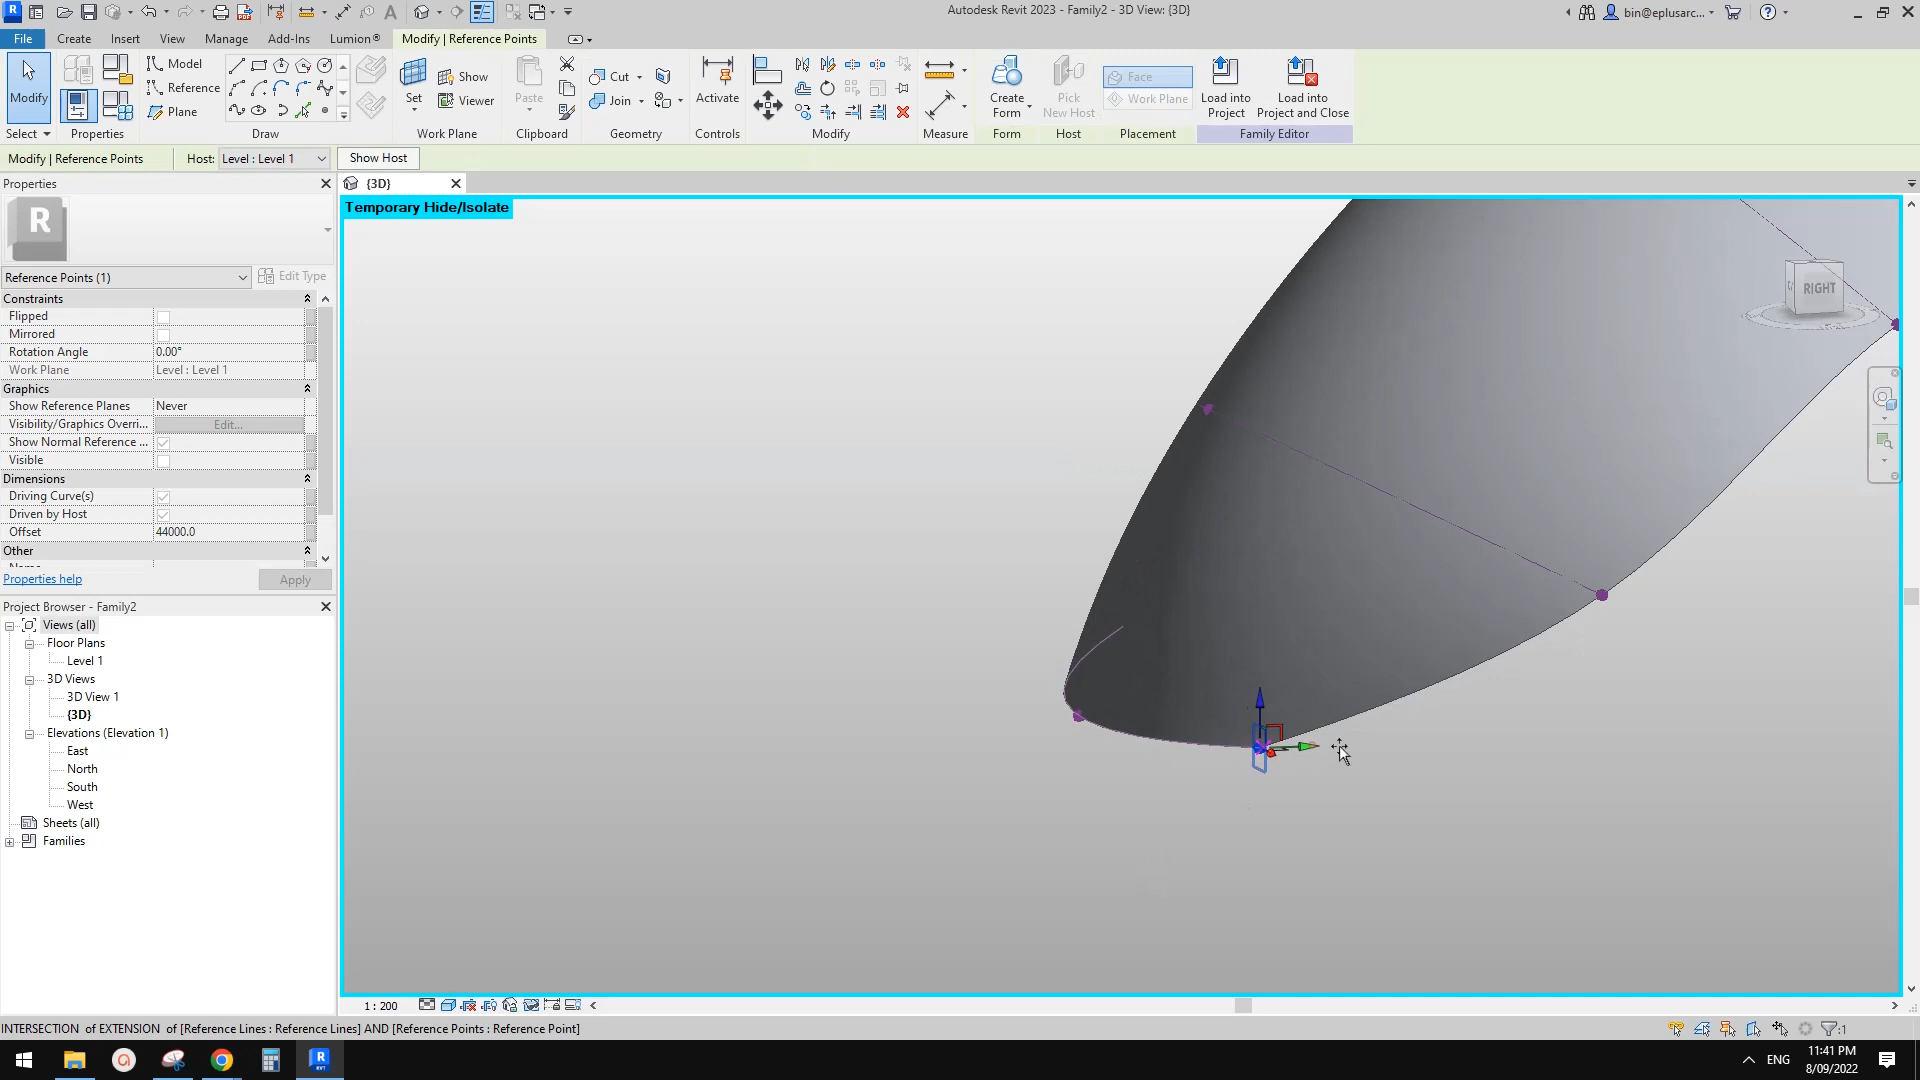 Autodesk Revit 2023 - Family2 - 3D View: {3D}
bin@eplusarc...
File Create Insert View Manage Add-Ins Lumion® Modify | Reference Points
Modify
Select
Properties
Model
Reference
Plane
Draw
Set
Show
Viewer
Work Plane
Paste
Clipboard
Cut
Join
Geometry
Activate
Controls
Modify
Measure
Create
Form
Form
Pick
New Host
Host
Face
Work Plane
Placement
Load into
Project
Load into
Project and Close
Family Editor
Modify | Reference Points
Host: Level : Level 1
Show Host
Properties
{3D}
Temporary Hide/Isolate
R
Reference Points (1)
Edit Type
Constraints
Flipped
Mirrored
Rotation Angle 0.00°
Work Plane Level : Level 1
Graphics
Show Reference Planes Never
Visibility/Graphics Overri... Edit...
Show Normal Reference ...
Visible
Dimensions
Driving Curve(s)
Driven by Host
Offset 44000.0
Other
Properties help
Apply
Project Browser - Family2
Views (all)
Floor Plans
Level 1
3D Views
3D View 1
{3D}
Elevations (Elevation 1)
East
North
South
West
Sheets (all)
Families
RIGHT
1 : 200
INTERSECTION of EXTENSION of [Reference Lines : Reference Lines] AND [Reference Points : Reference Point]
:1
ENG
11:41 PM
8/09/2022